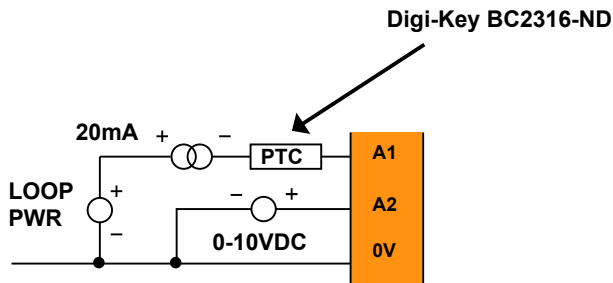 Digi-Key BC2316-ND
20mA + −
PTC
A1
LOOP
PWR
+
−
− +
A2
0-10VDC
0V